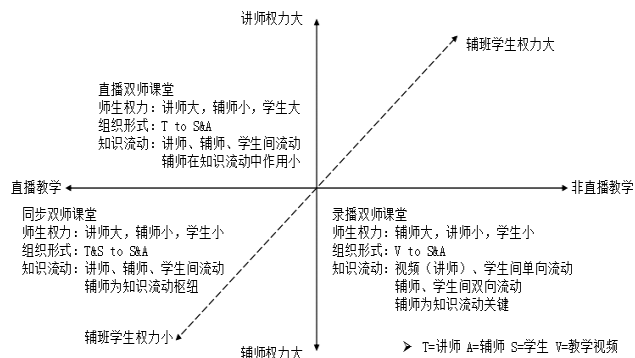 讲师权力大
辅班学生权力大
直播双师课堂
师生权力：讲师大，辅师小，学生大
组织形式：T to S&A
知识流动：讲师、辅师、学生间流动
辅师在知识流动中作用小
直播教学
非直播教学
同步双师课堂
师生权力：讲师大，辅师小，学生小
组织形式：T&S to S&A
知识流动：讲师、辅师、学生间流动
辅师为知识流动枢纽
录播双师课堂
师生权力：辅师大，讲师小，学生小
组织形式：V to S&A
知识流动：视频（讲师）、学生间单向流动
辅师、学生间双向流动
辅师为知识流动关键
辅班学生权力小
辅师权力大
➢ T=讲师 A=辅师 S=学生 V=教学视频